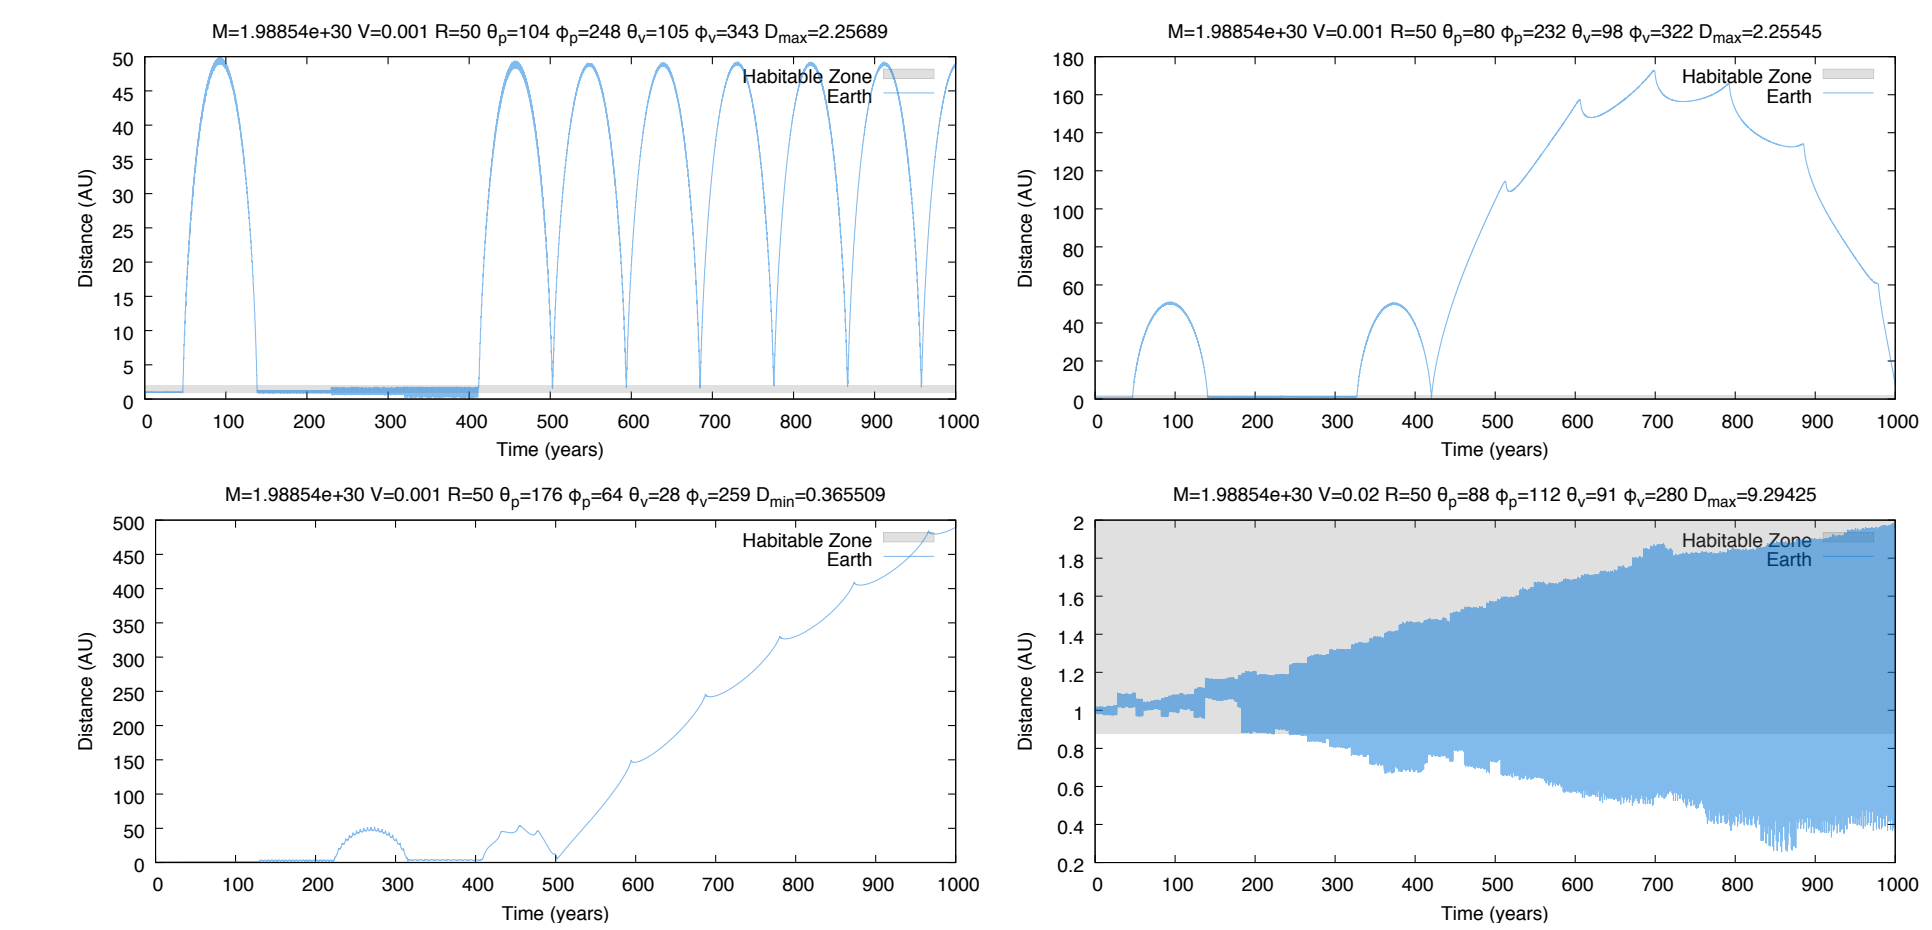 M=1.98854e+30 V=0.001 R=50 θp=104 ϕp=248 θv=105 ϕv=343 Dmax=2.25689
Habitable Zone
Earth
50
45
40
35
30
25
20
15
10
5
0
Distance (AU)
0 100 200 300 400 500 600 700 800 900 1000
Time (years)
M=1.98854e+30 V=0.001 R=50 θp=80 ϕp=232 θv=98 ϕv=322 Dmax=2.25545
Habitable Zone
Earth
180
160
140
120
100
80
60
40
20
0
Distance (AU)
0 100 200 300 400 500 600 700 800 900 1000
Time (years)
M=1.98854e+30 V=0.001 R=50 θp=176 ϕp=64 θv=28 ϕv=259 Dmin=0.365509
Habitable Zone
Earth
500
450
400
350
300
250
200
150
100
50
0
Distance (AU)
0 100 200 300 400 500 600 700 800 900 1000
Time (years)
M=1.98854e+30 V=0.02 R=50 θp=88 ϕp=112 θv=91 ϕv=280 Dmax=9.29425
Habitable Zone
Earth
2
1.8
1.6
1.4
1.2
1
0.8
0.6
0.4
0.2
Distance (AU)
0 100 200 300 400 500 600 700 800 900 1000
Time (years)